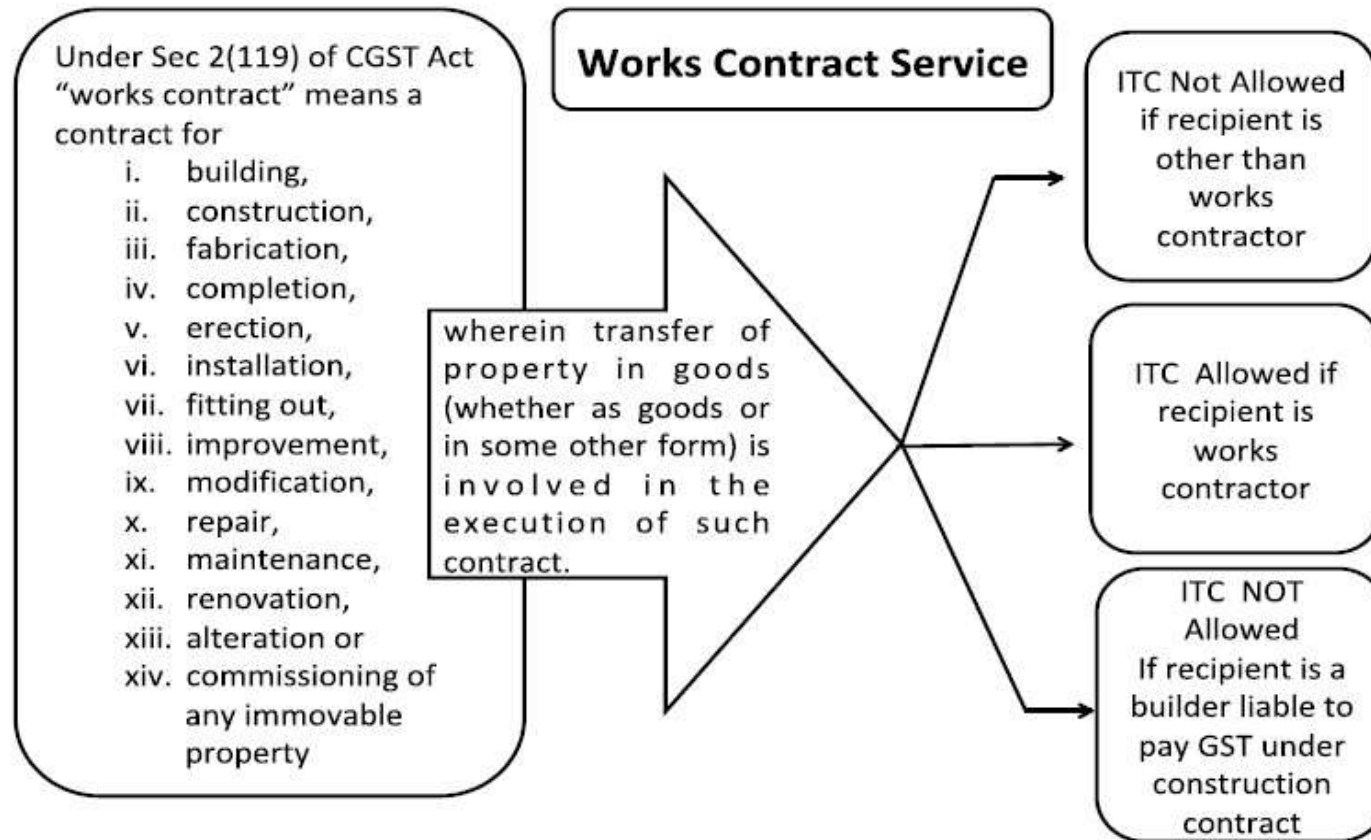 Works Contract Service
Under Sec 2(119) of CGST Act
“works contract” means a
contract for
i. building,
ii. construction,
iii. fabrication,
iv. completion,
v. erection,
vi. installation,
vii. fitting out,
viii. improvement,
ix. modification,
x. repair,
xi. maintenance,
xii. renovation,
xiii. alteration or
xiv. commissioning of
any immovable
property
wherein transfer of
property in goods
(whether as goods or
in some other form) is
involved in the
execution of such
contract.
ITC Not Allowed
if recipient is
other than
works
contractor
ITC Allowed if
recipient is
works
contractor
ITC NOT
Allowed
If recipient is a
builder liable to
pay GST under
construction
contract